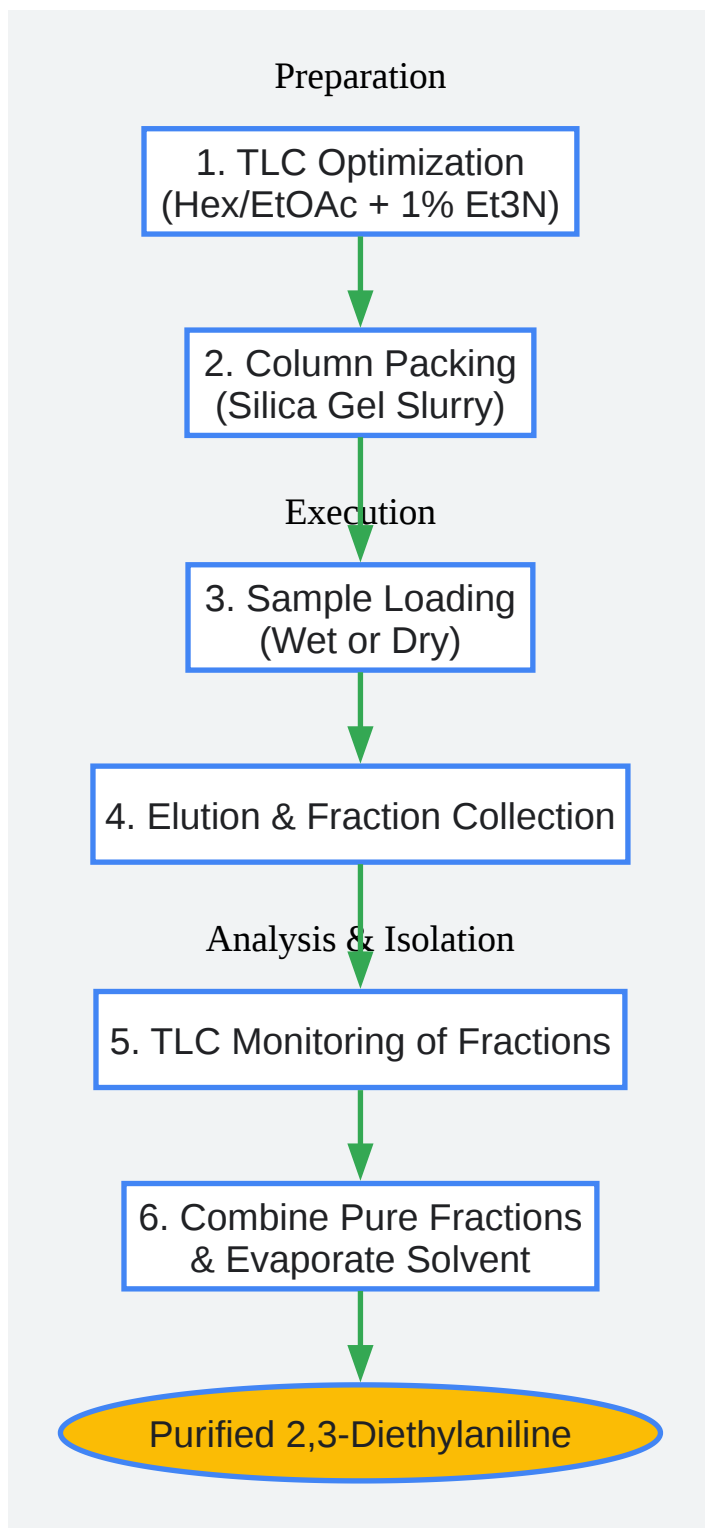 Preparation
1. TLC Optimization
(Hex/EtOAc + 1% Et3N)
2. Column Packing
(Silica Gel Slurry)
Execution
3. Sample Loading
(Wet or Dry)
4. Elution & Fraction Collection
Analysis & Isolation
5. TLC Monitoring of Fractions
6. Combine Pure Fractions
& Evaporate Solvent
Purified 2,3-Diethylaniline